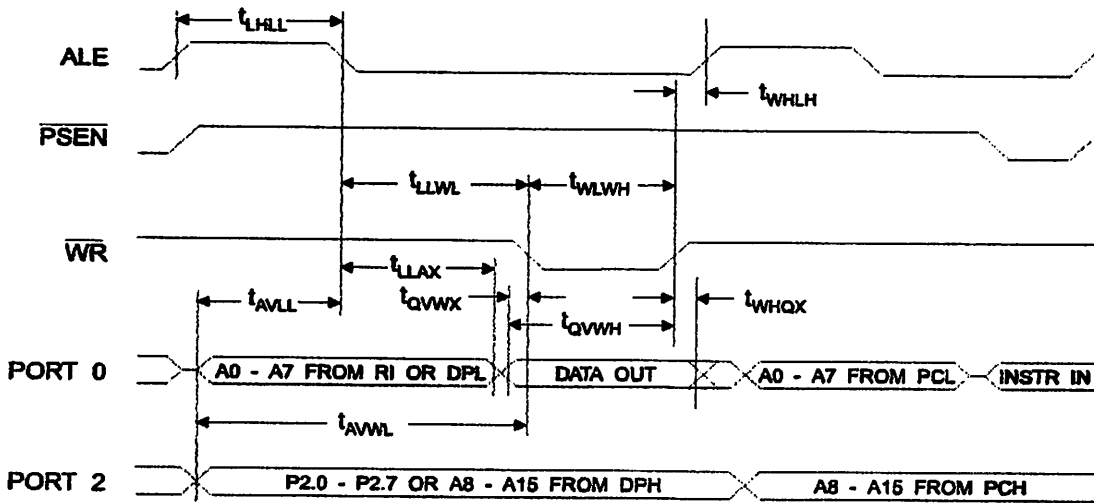 tLHLL
ALE
tWHLH
PSEN
tLLWL
tWLWH
WR
tLLAX
tAVLL
tQVWX
tWHQX
tQVWH
PORT 0
A0 - A7 FROM RI OR DPL
DATA OUT
A0 - A7 FROM PCL
INSTR IN
tAVWL
PORT 2
P2.0 - P2.7 OR A8 - A15 FROM DPH
A8 - A15 FROM PCH